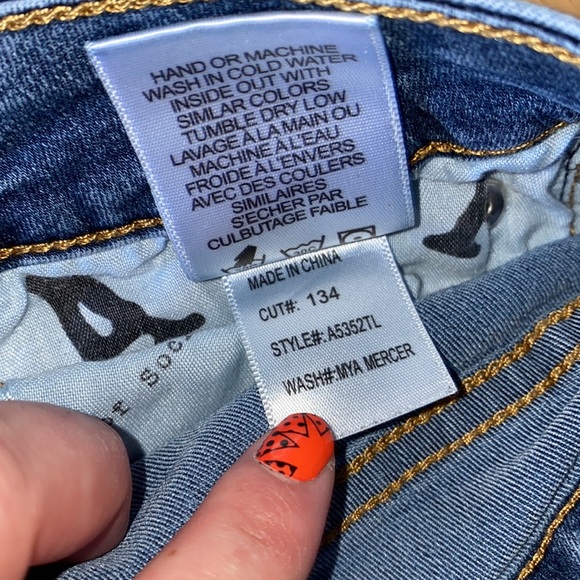 HAND OR MACHINE
WASH IN COLD WATER
INSIDE OUT WITH
SIMILAR COLORS
TUMBLE DRY LOW
LAVAGE À LA MAIN OU
MACHINE À L'EAU
FROIDE À L'ENVERS
AVEC DES COULEURS
SIMILAIRES
S'ECHER PAR
CULBUTAGE FAIBLE
MADE IN CHINA
CUT#: 134
STYLE#:A5352TL
WASH#:MYA MERCER